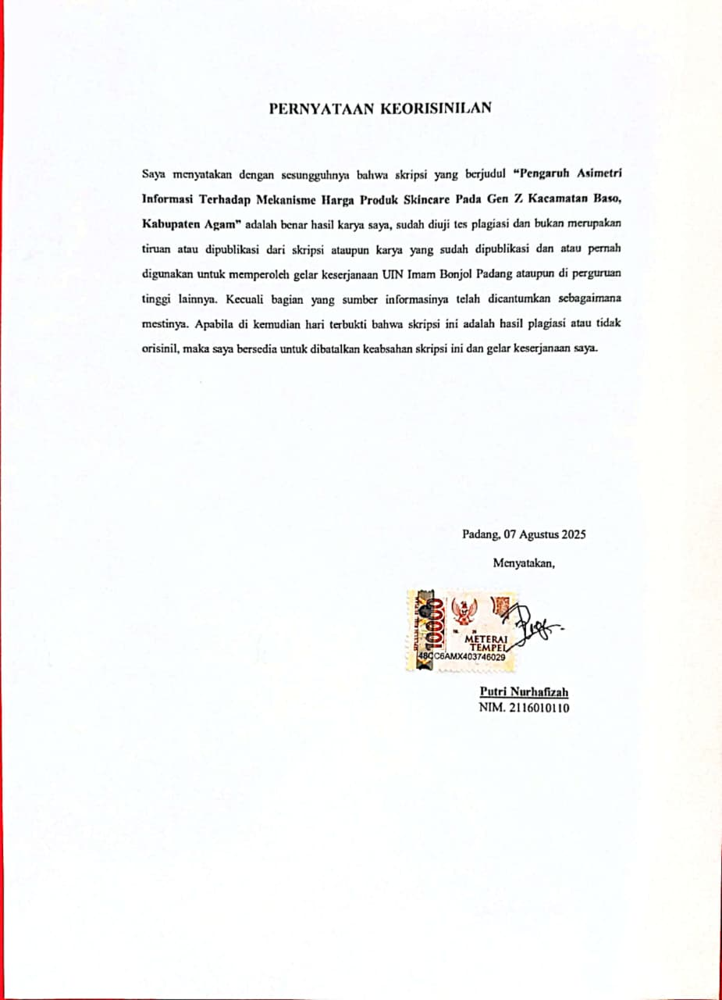 PERNYATAAN KEORISINILAN
Saya menyatakan dengan sesungguhnya bahwa skripsi yang berjudul “Pengaruh Asimetri
Informasi Terhadap Mekanisme Harga Produk Skincare Pada Gen Z Kacamatan Baso,
Kabupaten Agam” adalah benar hasil karya saya, sudah diuji tes plagiasi dan bukan merupakan
tiruan atau dipublikasi dari skripsi ataupun karya yang sudah dipublikasi dan atau pernah
digunakan untuk memperoleh gelar keserjanaan UIN Imam Bonjol Padang ataupun di perguruan
tinggi lainnya. Kecuali bagian yang sumber informasinya telah dicantumkan sebagaimana
mestinya. Apabila di kemudian hari terbukti bahwa skripsi ini adalah hasil plagiasi atau tidak
orisinil, maka saya bersedia untuk dibatalkan keabsahan skripsi ini dan gelar keserjanaan saya.
Padang, 07 Agustus 2025
Menyatakan,
10000
METERAI
TEMPEL
48CC6AMX403746029
Putri Nurhafizah
NIM. 2116010110